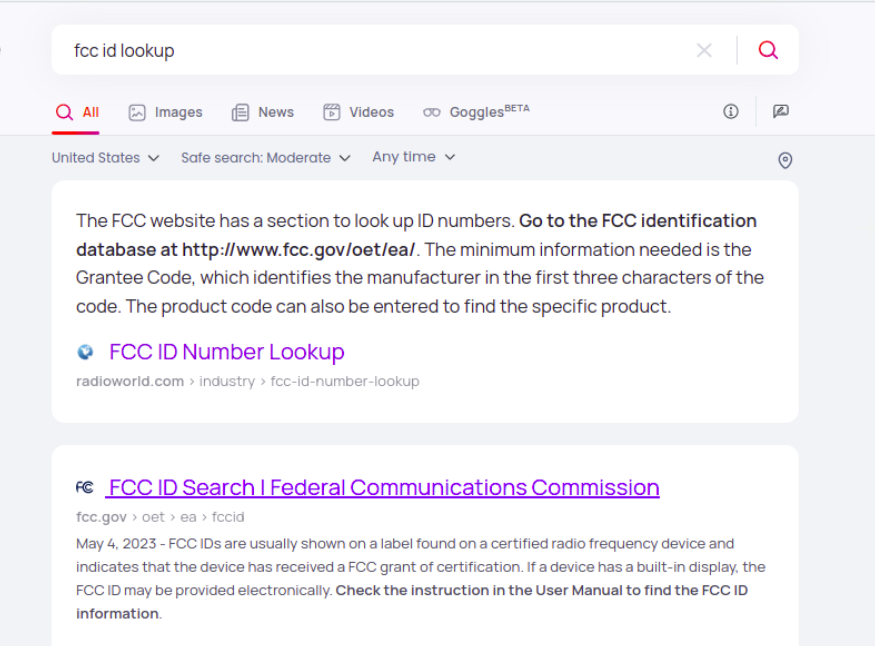 fcc id lookup
All Images News Videos GogglesBETA
United States Safe search: Moderate Any time
The FCC website has a section to look up ID numbers. Go to the FCC identification
database at http://www.fcc.gov/oet/ea/. The minimum information needed is the
Grantee Code, which identifies the manufacturer in the first three characters of the
code. The product code can also be entered to find the specific product.
FCC ID Number Lookup
radioworld.com › industry › fcc-id-number-lookup
FCC ID Search | Federal Communications Commission
fcc.gov › oet › ea › fccid
May 4, 2023 - FCC IDs are usually shown on a label found on a certified radio frequency device and
indicates that the device has received a FCC grant of certification. If a device has a built-in display, the
FCC ID may be provided electronically. Check the instruction in the User Manual to find the FCC ID
information.